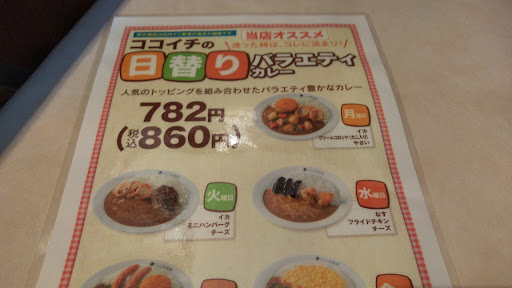 当店オススメ
ココイチの
迷った時は、コレに決まり!
日替り
バラエティ
カレー
人気のトッピングを組み合わせたバラエティ豊かなカレー
782円
(税込860円)
月曜日
イカ
クリームコロッケ(カニ入り)
やさい
火曜日
イカ
ミニハンバーグ
チーズ
水曜日
なす
フライドチキン
チーズ